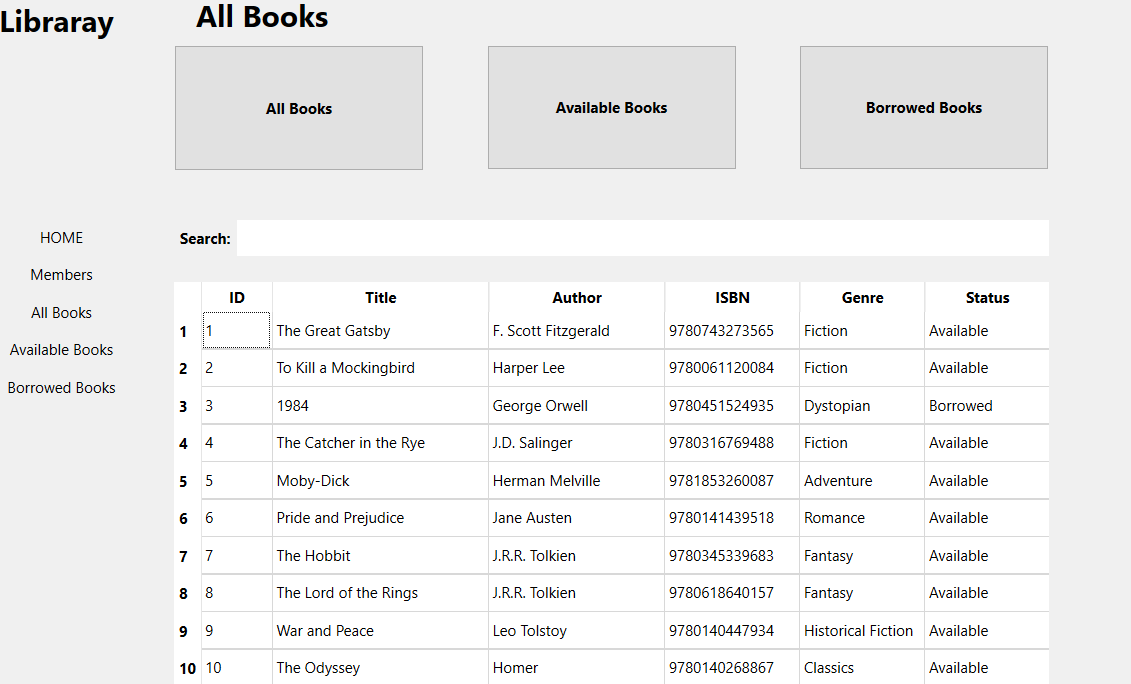 Libraray
All Books
All Books
Available Books
Borrowed Books
HOME
Members
All Books
Available Books
Borrowed Books
Search:
ID Title Author ISBN Genre Status
1 1 The Great Gatsby F. Scott Fitzgerald 9780743273565 Fiction Available
2 2 To Kill a Mockingbird Harper Lee 9780061120084 Fiction Available
3 3 1984 George Orwell 9780451524935 Dystopian Borrowed
4 4 The Catcher in the Rye J.D. Salinger 9780316769488 Fiction Available
5 5 Moby-Dick Herman Melville 9781853260087 Adventure Available
6 6 Pride and Prejudice Jane Austen 9780141439518 Romance Available
7 7 The Hobbit J.R.R. Tolkien 9780345339683 Fantasy Available
8 8 The Lord of the Rings J.R.R. Tolkien 9780618640157 Fantasy Available
9 9 War and Peace Leo Tolstoy 9780140447934 Historical Fiction Available
10 10 The Odyssey Homer 9780140268867 Classics Available